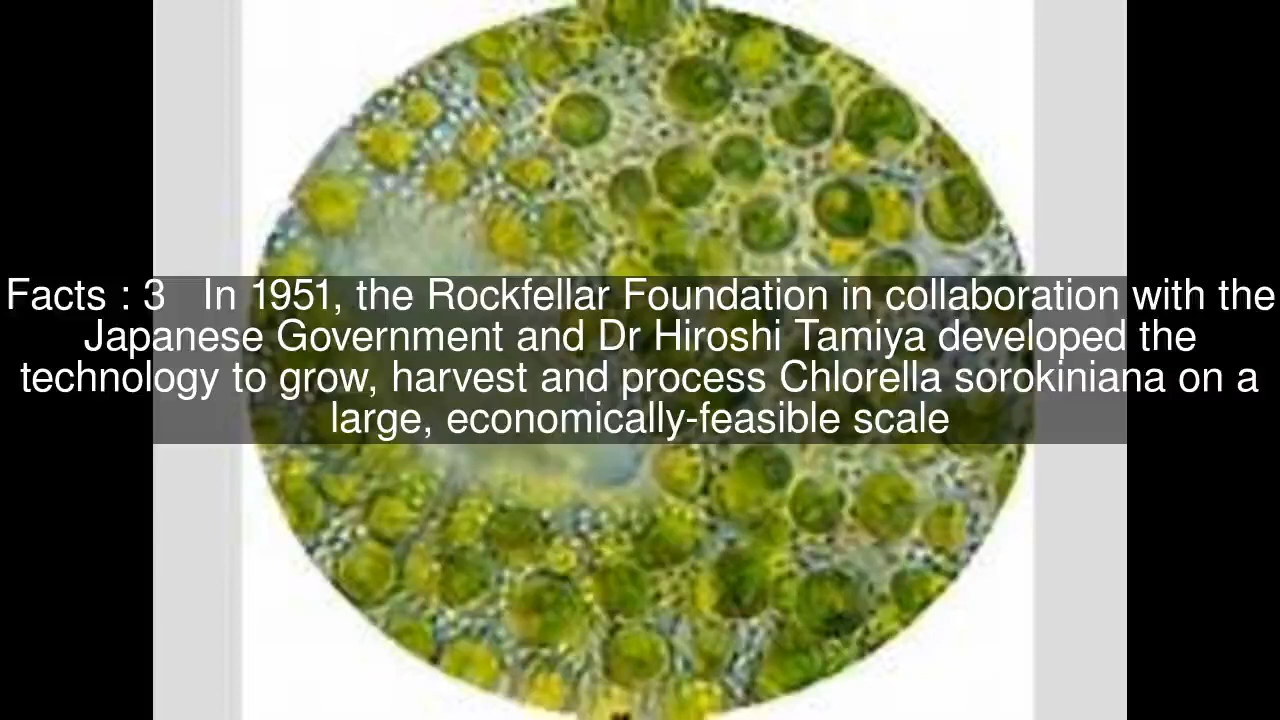 Facts : 3   In 1951, the Rockfellar Foundation in collaboration with the
Japanese Government and Dr Hiroshi Tamiya developed the
technology to grow, harvest and process Chlorella sorokiniana on a
large, economically-feasible scale